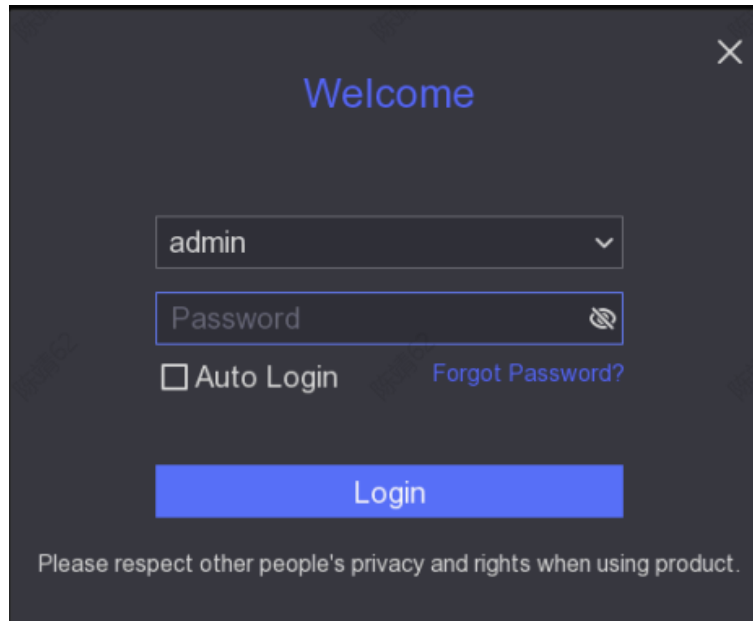 Welcome
admin
Password
Auto Login
Forgot Password?
Login
Please respect other people's privacy and rights when using product.